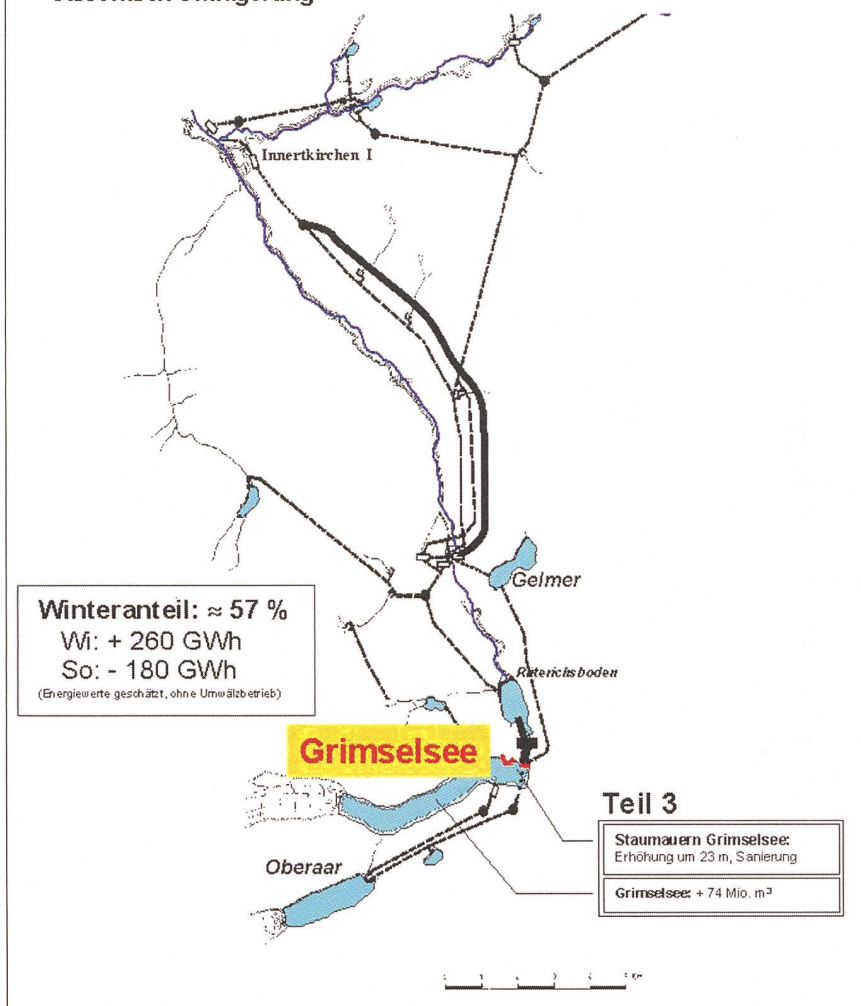 Innertkirchen I
Gelmer
Winteranteil: ≈ 57 %
Wi: + 260 GWh
So: - 180 GWh
(Energiewerte geschätzt, ohne Umwälzbetrieb)
Räterichsboden
Grimselsee
Teil 3
Staumauern Grimselsee:
Erhöhung um 23 m, Sanierung
Grimselsee: + 74 Mio. m³
Oberaar